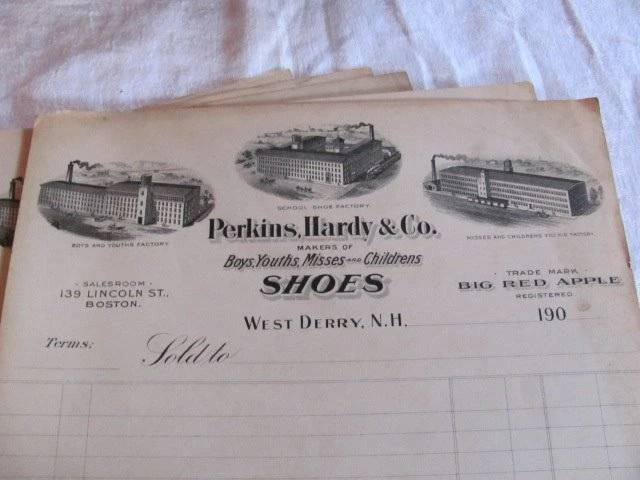 SCHOOL SHOE FACTORY.
BOYS AND YOUTHS FACTORY.
MISSES AND CHILDRENS FACTORY.
Perkins, Hardy & Co.
MAKERS OF
Boys, Youths, Misses AND Childrens
SHOES
· SALESROOM ·
139 LINCOLN ST.,
BOSTON.
· TRADE MARK ·
BIG RED APPLE
REGISTERED.
WEST DERRY, N.H. 190
Terms: Sold to